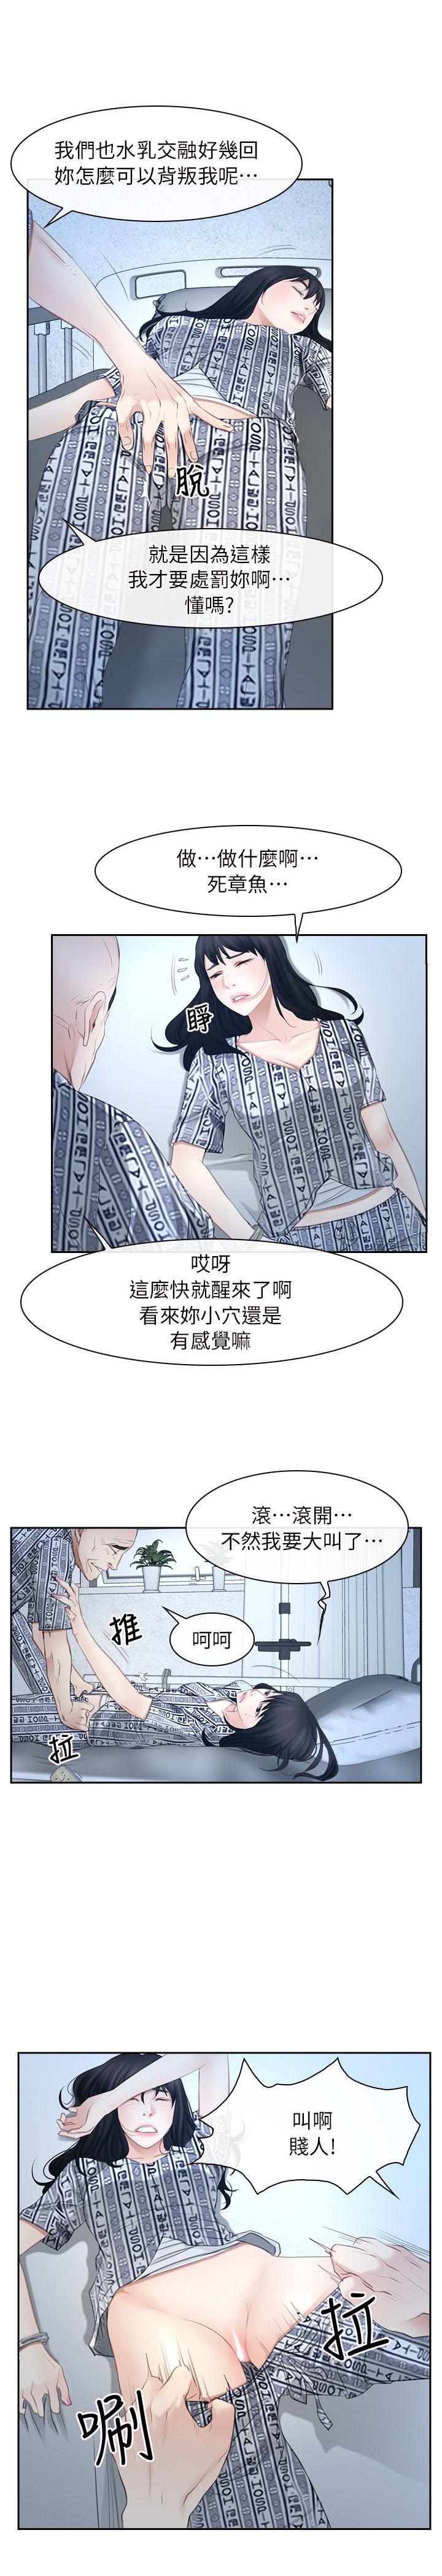 我們也水乳交融好幾回
妳怎麼可以背叛我呢⋯
脫
就是因為這樣
我才要處罰妳啊⋯
懂嗎?
做⋯做什麼啊⋯
死章魚⋯
睜
哎呀
這麼快就醒來了啊
看來妳小穴還是
有感覺嘛
滾⋯滾開⋯
不然我要大叫了⋯
推
呵呵
拉
叫啊
賤人!
拉
唰